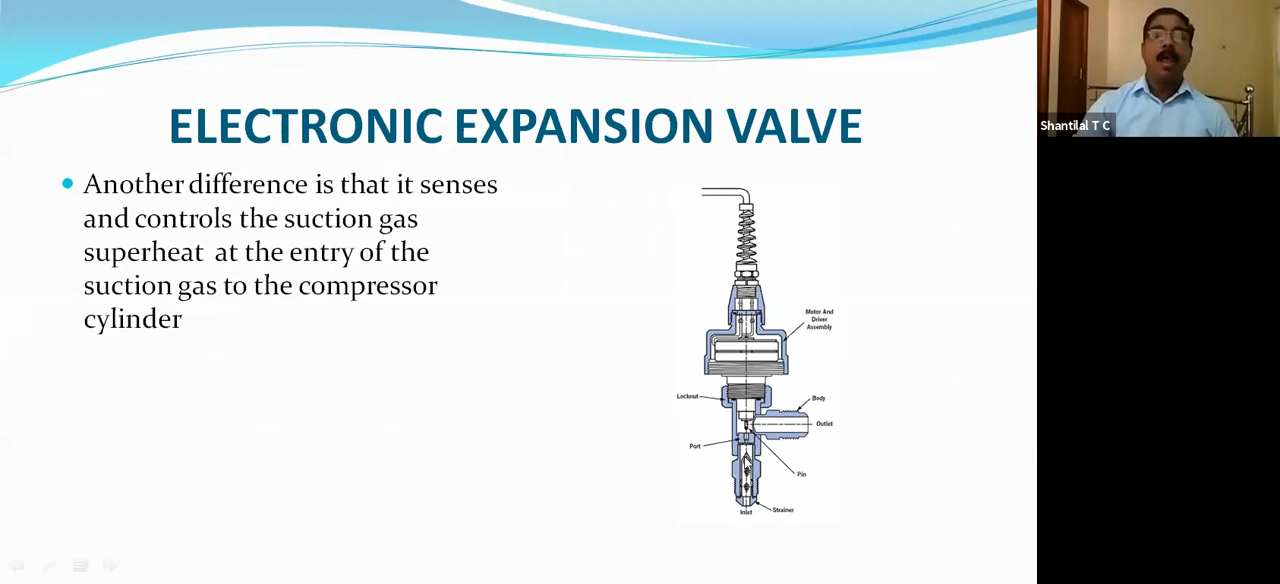 ELECTRONIC EXPANSION VALVE
Shantilal T C
Another difference is that it senses
and controls the suction gas
superheat at the entry of the
suction gas to the compressor
cylinder
Motor And
Driver
Assembly
Locknut
Body
Outlet
Port
Pin
Strainer
Inlet